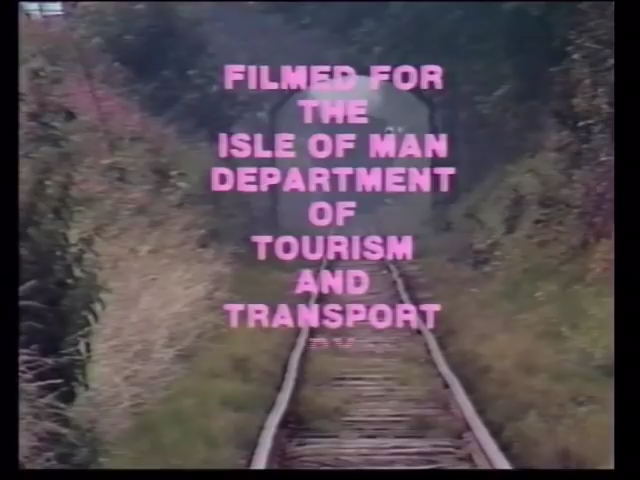 FILMED FOR
THE
ISLE OF MAN
DEPARTMENT
OF
TOURISM
AND
TRANSPORT